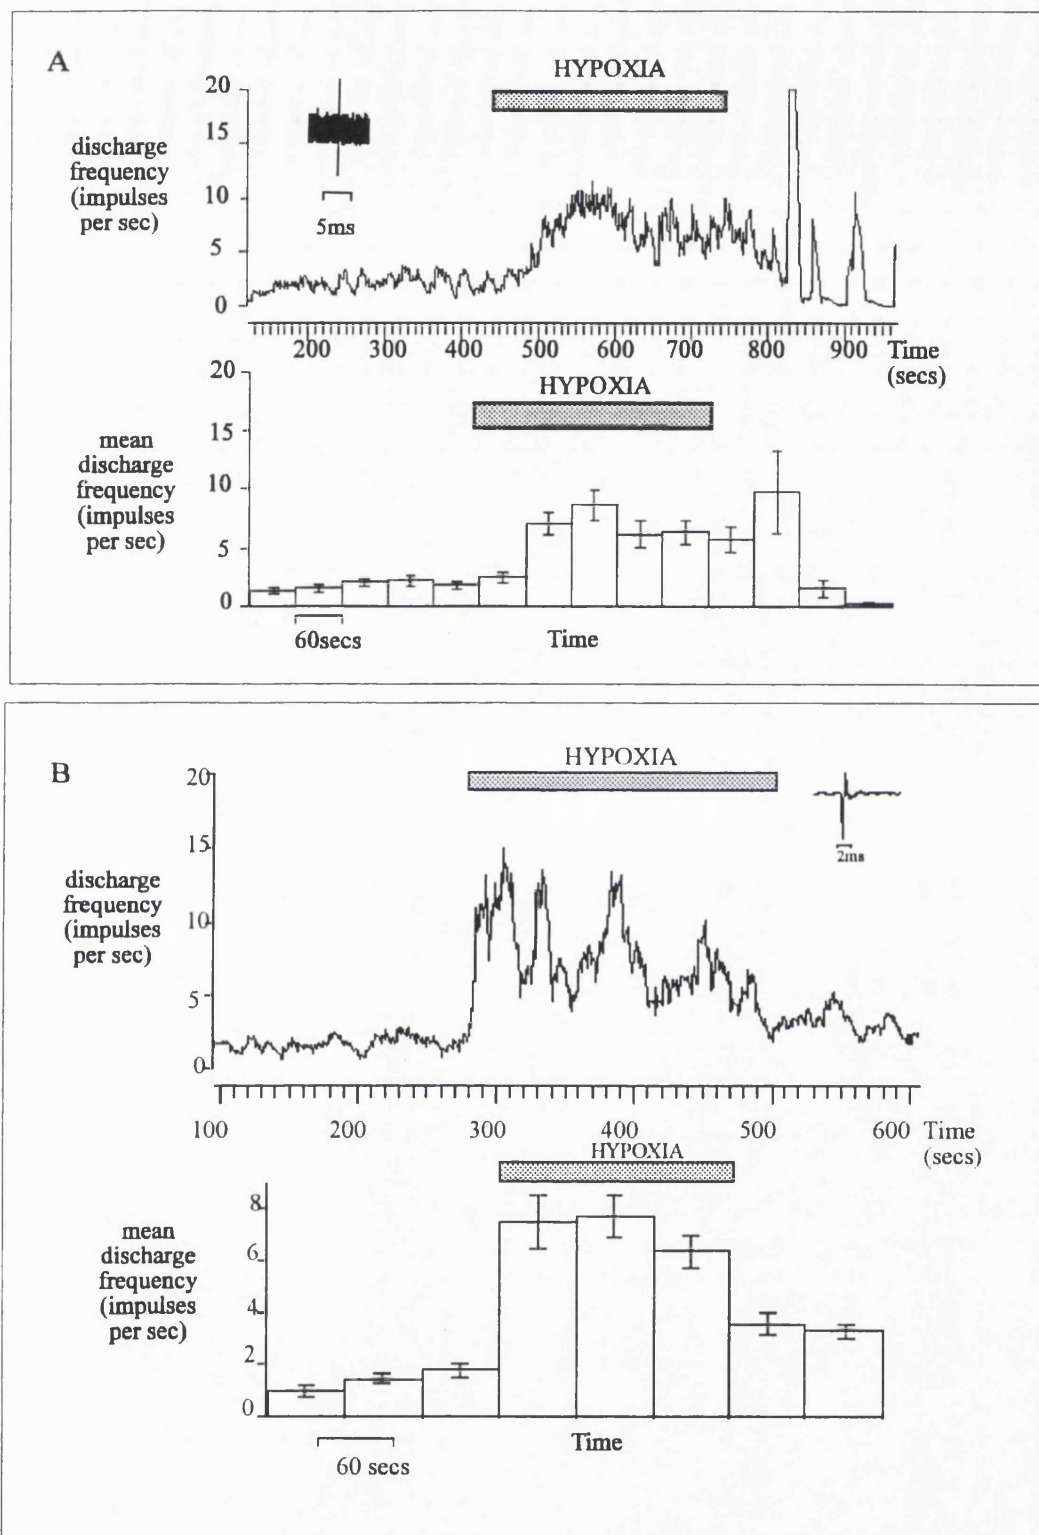 A
HYPOXIA
20
15
10
5
0
discharge
frequency
(impulses
per sec)
5ms
200 300 400 500 600 700 800 900 Time
(secs)
HYPOXIA
20
15
10
5
0
mean
discharge
frequency
(impulses
per sec)
60secs
Time
B
HYPOXIA
20
15
10
5
0
discharge
frequency
(impulses
per sec)
2ms
100 200 300 400 500 600 Time
(secs)
HYPOXIA
8
6
4
2
0
mean
discharge
frequency
(impulses
per sec)
60 secs
Time